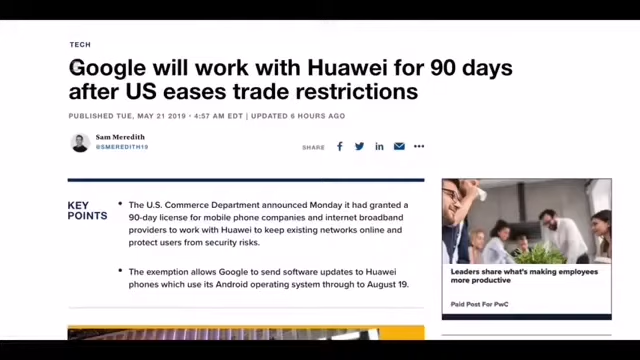 TECH
Google will work with Huawei for 90 days
after US eases trade restrictions
PUBLISHED TUE, MAY 21 2019 • 4:57 AM EDT | UPDATED 6 HOURS AGO
Sam Meredith
@SMEREDITH19
SHARE
KEY
POINTS
• The U.S. Commerce Department announced Monday it had granted a
90-day license for mobile phone companies and internet broadband
providers to work with Huawei to keep existing networks online and
protect users from security risks.
• The exemption allows Google to send software updates to Huawei
phones which use its Android operating system through to August 19.
Leaders share what's making employees
more productive
Paid Post For PwC